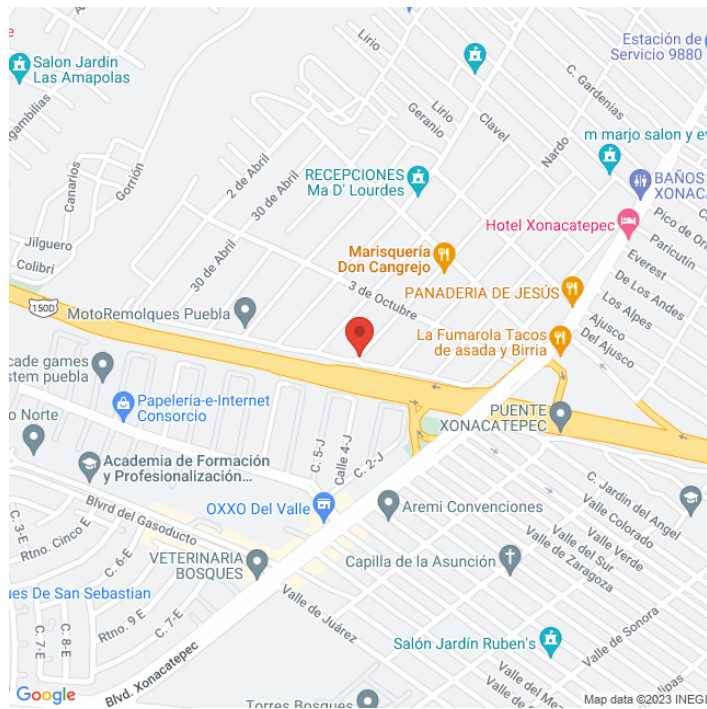 Lirio
Estación de
Servicio 9880
Salon Jardin
Las Amapolas
C. Gardenias
Lirio
Geranio
Clavel
Nardo
m marjo salon y ev
Canarios
Gorrión
2 de Abril
30 de Abril
RECEPCIONES
Ma D' Lourdes
BAÑOS
XONACA
Hotel Xonacatepec
Pico de Ori
Paricutín
Everest
De Los Andes
Los Alpes
Ajusco
Del Ajusco
Jilguero
Colibrí
30 de Abril
Marisquería
Don Cangrejo
3 de Octubre
PANADERIA DE JESÚS
150D
MotoRemolques Puebla
La Fumarola Tacos
de asada y Birria
cade games
stem puebla
Papelería-e-Internet
Consorcio
PUENTE
XONACATEPEC
o Norte
Academia de Formación
y Profesionalización...
C. 5-J
Calle 4-J
C. 2-J
C. Jardin del Angel
Valle Colorado
Valle Verde
Valle del Sur
Valle de Zaragoza
OXXO Del Valle
Aremi Convenciones
Blvrd del Gasoducto
C. 3-E
Rtno. Cinco E
C. 6-E
VETERINARIA
BOSQUES
Capilla de la Asunción
ues De San Sebastian
Rtno. 9 E
C. 7-E
C. 8-E
C. 7-E
Valle de Juárez
Valle de Sonora
Salón Jardín Ruben's
Valle del Me
Valle de
Blvd. Xonacatepec
Torres Bosques
Google
Map data ©2023 INEGI